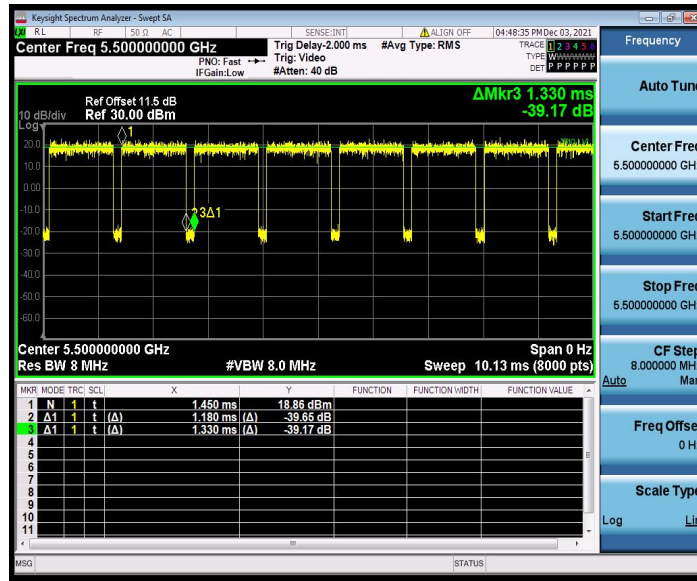 Keysight Spectrum Analyzer - Swept SA
RL RF 50 Ω AC SENSE:INT ALIGN OFF 04:48:35 PM Dec 03, 2021
Center Freq 5.500000000 GHz
PNO: Fast
IFGain:Low
Trig Delay-2.000 ms
Trig: Video
#Atten: 40 dB
#Avg Type: RMS
TRACE 1 2 3 4 5 6
TYPE
DET P P P P P P
Frequency
Auto Tune
Center Freq
5.500000000 GH
Start Freq
5.500000000 GH
Stop Freq
5.500000000 GH
CF Step
8.000000 MH
Auto Man
Freq Offse
0 H
Scale Type
Log Lin
ΔMkr3 1.330 ms
-39.17 dB
Ref Offset 11.5 dB
10 dB/div Ref 30.00 dBm
Log
20.0
10.0
0.00
-10.0
-20.0
-30.0
-40.0
-50.0
-60.0
1
3Δ1
Center 5.500000000 GHz Span 0 Hz
Res BW 8 MHz #VBW 8.0 MHz Sweep 10.13 ms (8000 pts)
MKR MODE TRC SCL X Y FUNCTION FUNCTION WIDTH FUNCTION VALUE
1 N 1 t 1.450 ms 18.86 dBm
2 Δ1 1 t (Δ) 1.180 ms (Δ) -39.65 dB
3 Δ1 1 t (Δ) 1.330 ms (Δ) -39.17 dB
4
5
6
7
8
9
10
11
MSG STATUS